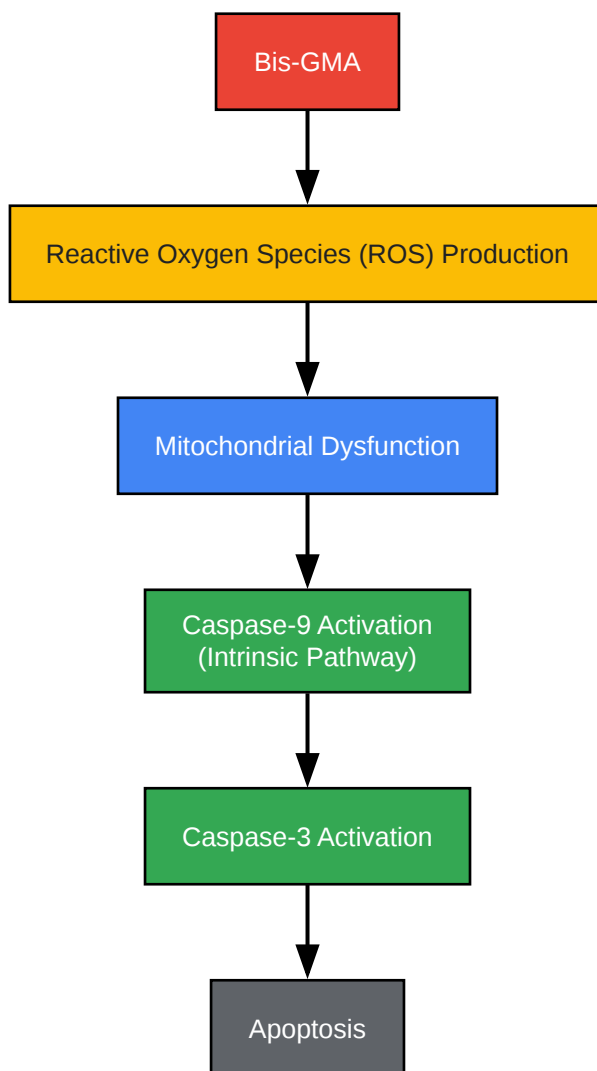 Bis-GMA
Reactive Oxygen Species (ROS) Production
Mitochondrial Dysfunction
Caspase-9 Activation
(Intrinsic Pathway)
Caspase-3 Activation
Apoptosis